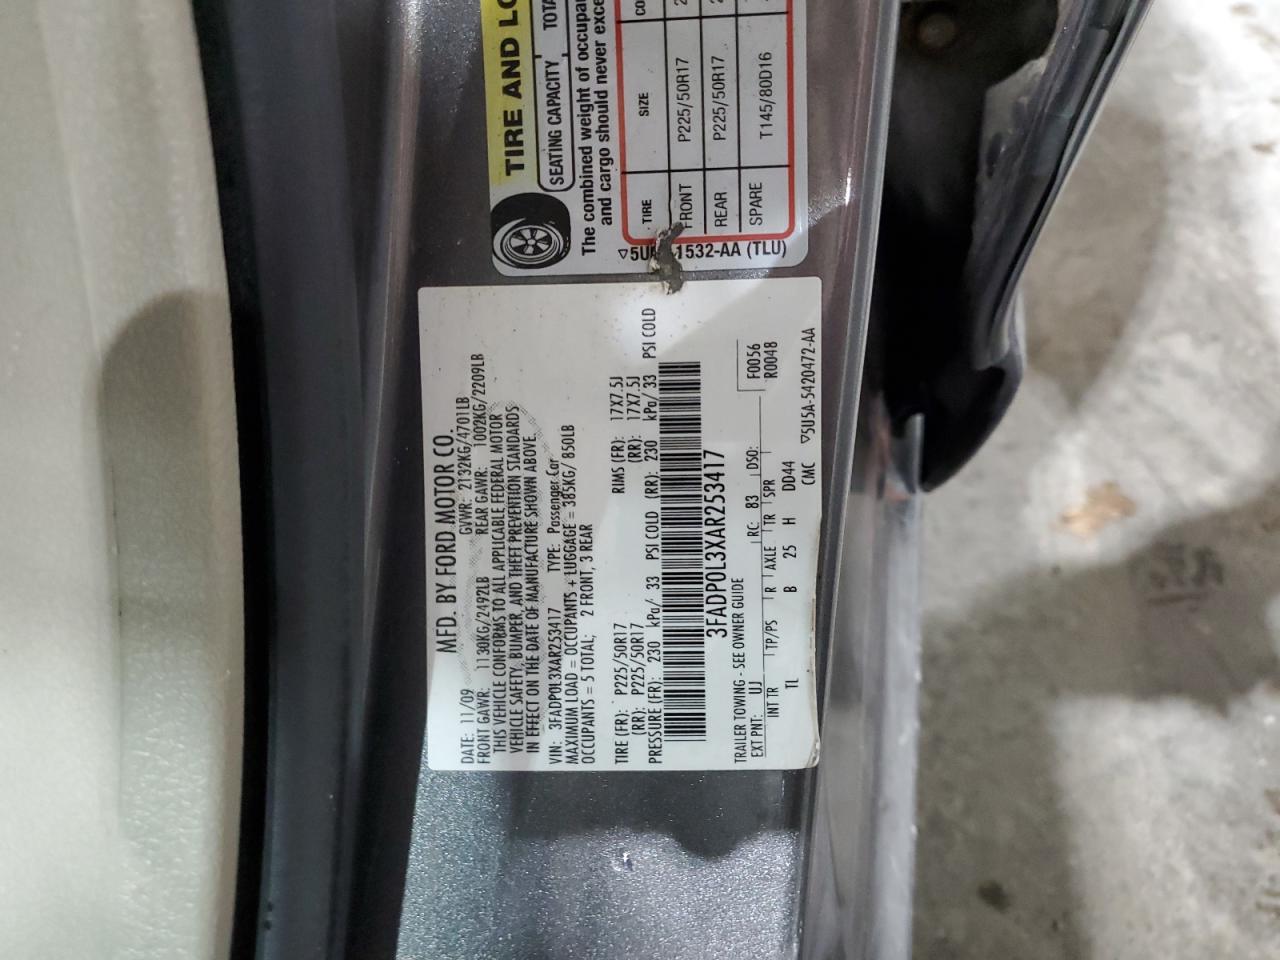 MFD. BY FORD MOTOR CO.
DATE: 11/09 GVWR: 2132KG/4701LB
FRONT GAWR: 1130KG/2492LB REAR GAWR: 1002KG/2209LB
THIS VEHICLE CONFORMS TO ALL APPLICABLE FEDERAL MOTOR
VEHICLE SAFETY, BUMPER, AND THEFT PREVENTION STANDARDS
IN EFFECT ON THE DATE OF MANUFACTURE SHOWN ABOVE.
VIN: 3FADP0L3XAR253417 TYPE: Passenger Car
MAXIMUM LOAD = OCCUPANTS + LUGGAGE = 385KG/ 850LB
OCCUPANTS = 5 TOTAL; 2 FRONT, 3 REAR
TIRE (FR): P225/50R17 RIMS (FR): 17X7.5J
(RR): P225/50R17 (RR): 17X7.5J
PRESSURE (FR): 230 kPa/ 33 PSI COLD (RR): 230 kPa/ 33 PSI COLD
3FADP0L3XAR253417
TRAILER TOWING - SEE OWNER GUIDE
EXT PNT: UJ RC: 83 DSO: F0056
R0048
INT TR TP/PS R AXLE TR SPR
TL B 25 H DD44
CMC ▽5U5A-5420472-AA
TIRE AND LO
SEATING CAPACITY TOTA
The combined weight of occupan
and cargo should never exce
TIRE SIZE CO
FRONT P225/50R17 2
REAR P225/50R17 2
SPARE T145/80D16
1532-AA (TLU)